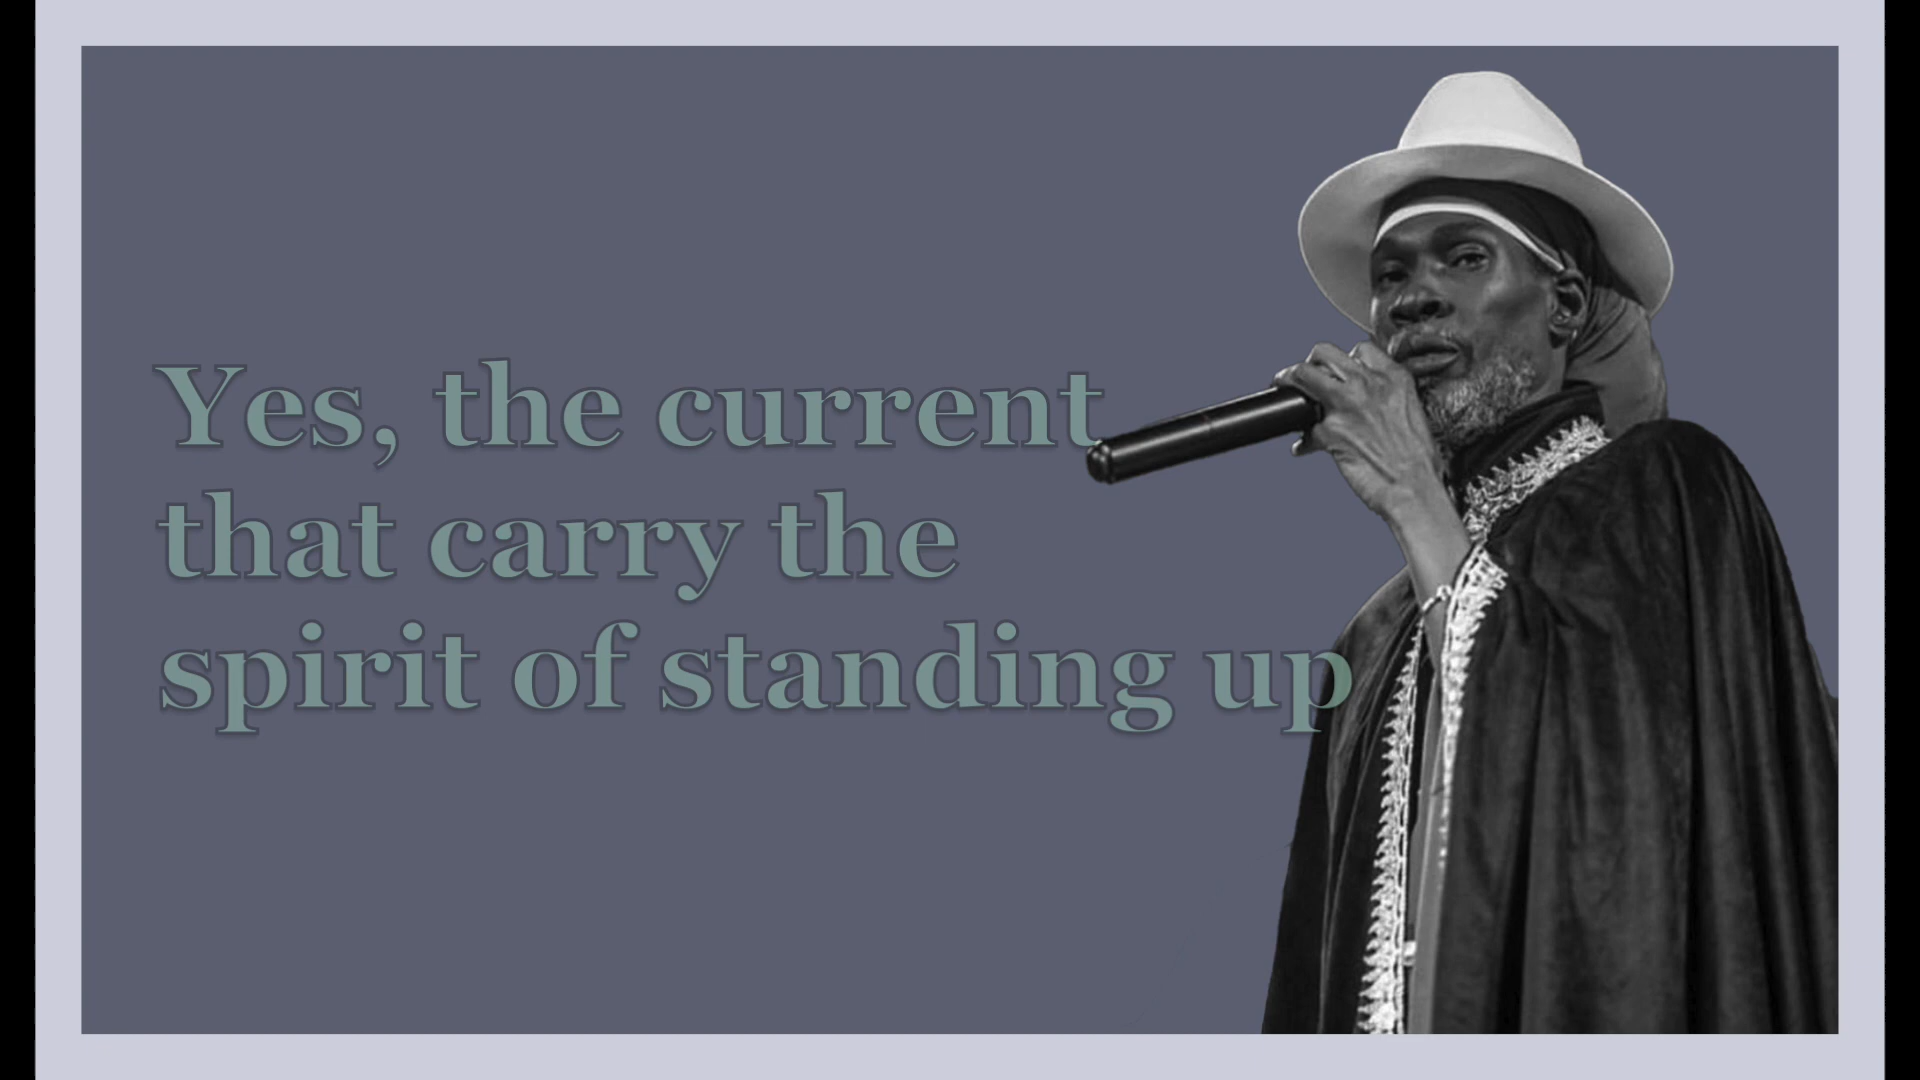 Yes, the current
that carry the
spirit of standing up